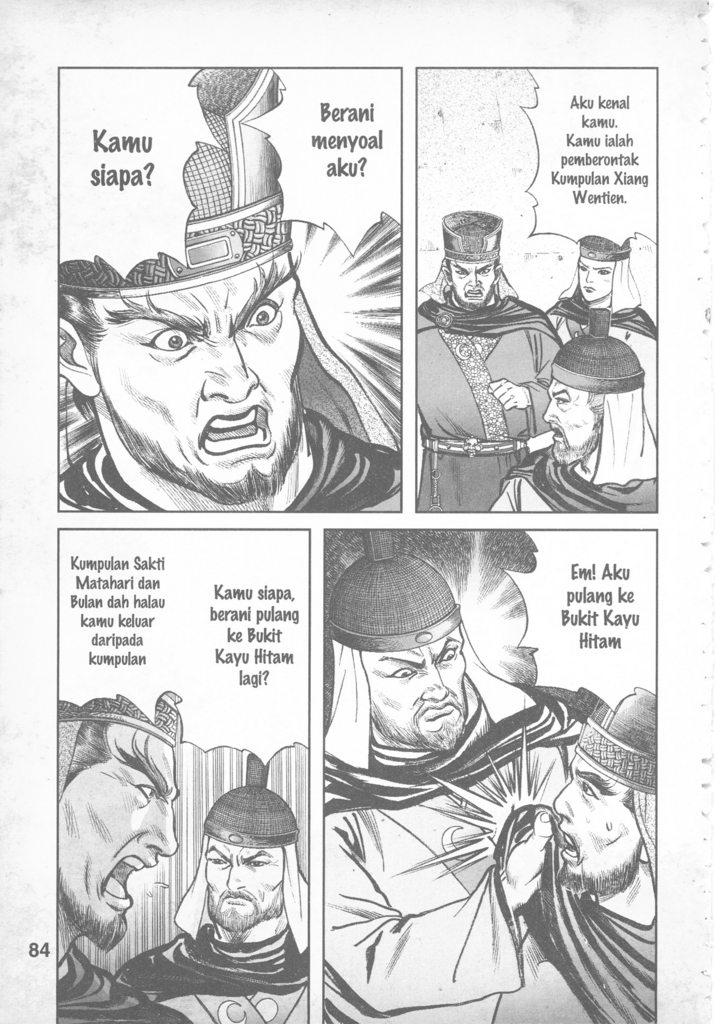 Aku kenal
kamu.
Kamu ialah
pemberontak
Kumpulan Xiang
Wentien.
Berani
menyoal
aku?
Kamu
siapa?
Em! Aku
pulang ke
Bukit Kayu
Hitam
Kamu siapa,
berani pulang
ke Bukit
Kayu Hitam
lagi?
Kumpulan Sakti
Matahari dan
Bulan dah halau
kamu keluar
daripada
kumpulan
84